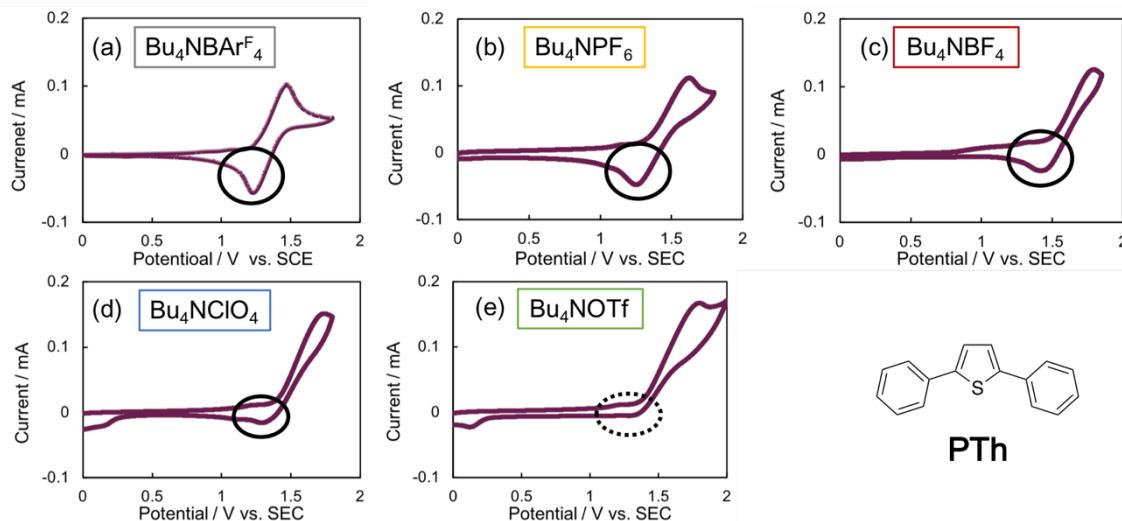 (a) Bu₄NBArᶠ₄
0.2
0.1
0
-0.1
Currenet / mA
0 0.5 1 1.5 2
Potentioal / V vs. SCE
(b) Bu₄NPF₆
0.2
0.1
0
-0.1
Current / mA
0 0.5 1 1.5 2
Potential / V vs. SEC
(c) Bu₄NBF₄
0.2
0.1
0
-0.1
Current / mA
0 0.5 1 1.5 2
Potential / V vs. SEC
(d) Bu₄NClO₄
0.2
0.1
0
-0.1
Current / mA
0 0.5 1 1.5 2
Potential / V vs. SEC
(e) Bu₄NOTf
0.2
0.1
0
-0.1
Current / mA
0 0.5 1 1.5 2
Potential / V vs. SEC
S
PTh